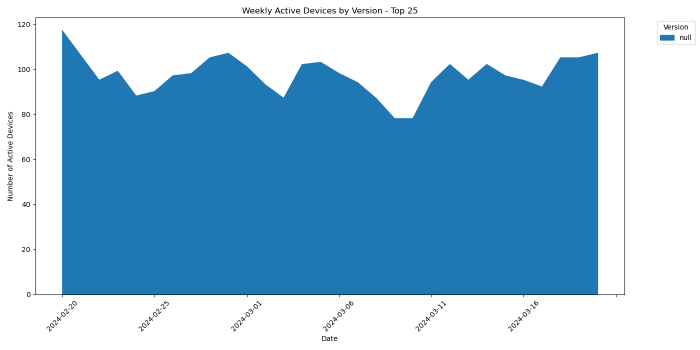 Weekly Active Devices by Version - Top 25
Version
null
Number of Active Devices
120
100
80
60
40
20
0
2024-02-20
2024-02-25
2024-03-01
2024-03-06
2024-03-11
2024-03-16
Date